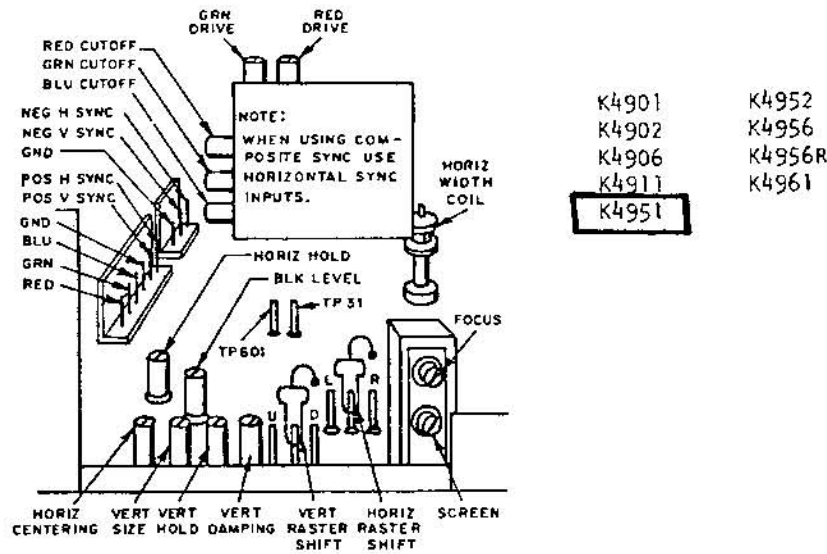 GRN DRIVE
RED DRIVE
RED CUTOFF
GRN CUTOFF
BLU CUTOFF
NEG H SYNC
NEG V SYNC
GND
POS H SYNC
POS V SYNC
GND
BLU
GRN
RED
NOTE:
WHEN USING COM-
POSITE SYNC USE
HORIZONTAL SYNC
INPUTS.
HORIZ
WIDTH
COIL
HORIZ HOLD
BLK LEVEL
TP31
TP601
FOCUS
L
R
U
D
HORIZ
CENTERING
VERT
SIZE
VERT
HOLD
VERT
DAMPING
VERT
RASTER
SHIFT
HORIZ
RASTER
SHIFT
SCREEN
K4901
K4902
K4906
K4911
K4951
K4952
K4956
K4956R
K4961